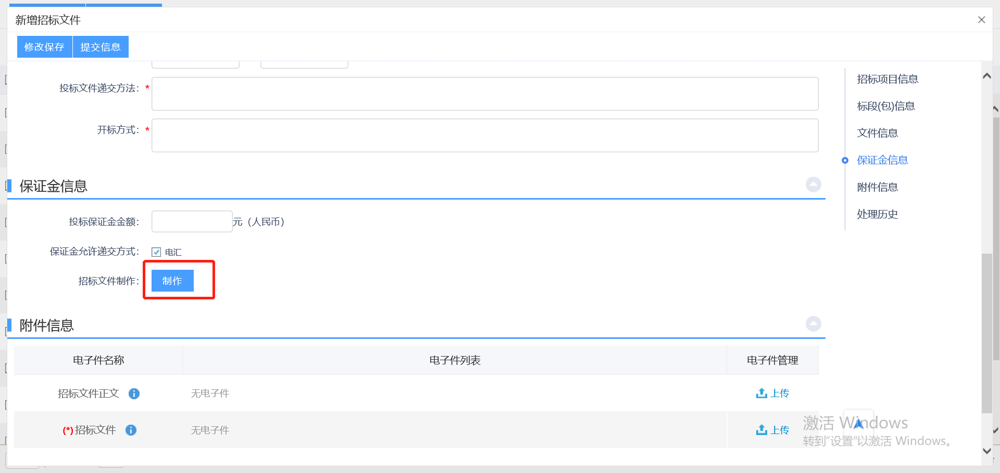 新增招标文件
修改保存 提交信息
投标文件递交方法： *
开标方式： *
保证金信息
投标保证金金额： 元（人民币）
保证金允许递交方式： 电汇
招标文件制作： 制作
附件信息
电子件名称 电子件列表 电子件管理
招标文件正文 无电子件 上传
(*)招标文件 无电子件 上传
招标项目信息
标段(包)信息
文件信息
保证金信息
附件信息
处理历史
激活 Windows
转到“设置”以激活 Windows。